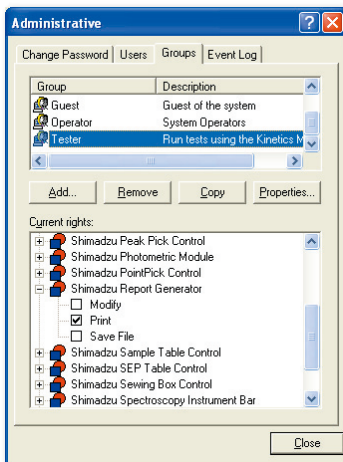 Administrative
Change Password Users Groups Event Log
Group Description
Guest Guest of the system
Operator System Operators
Tester Run tests using the Kinetics M
Add... Remove Copy Properties...
Current rights:
Shimadzu Peak Pick Control
Shimadzu Photometric Module
Shimadzu PointPick Control
Shimadzu Report Generator
Modify
Print
Save File
Shimadzu Sample Table Control
Shimadzu SEP Table Control
Shimadzu Sewing Box Control
Shimadzu Spectroscopy Instrument Bar
Close